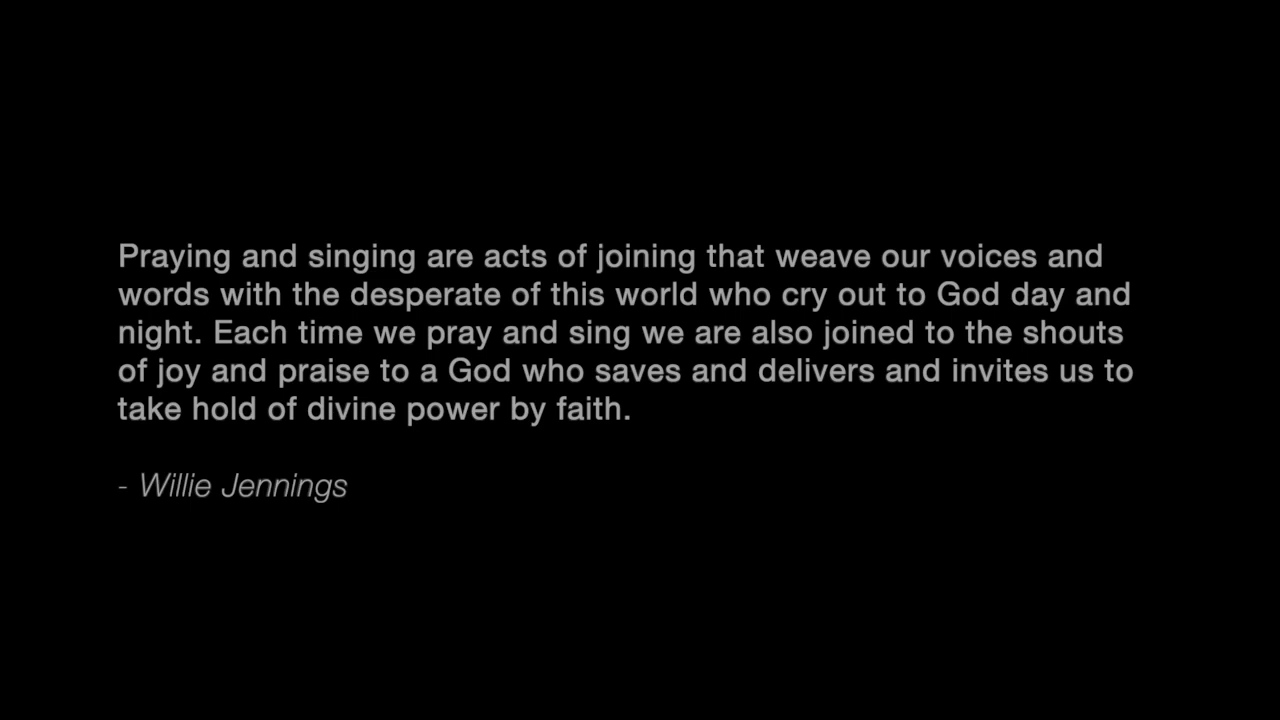 Praying and singing are acts of joining that weave our voices and
words with the desperate of this world who cry out to God day and
night. Each time we pray and sing we are also joined to the shouts
of joy and praise to a God who saves and delivers and invites us to
take hold of divine power by faith.
- Willie Jennings